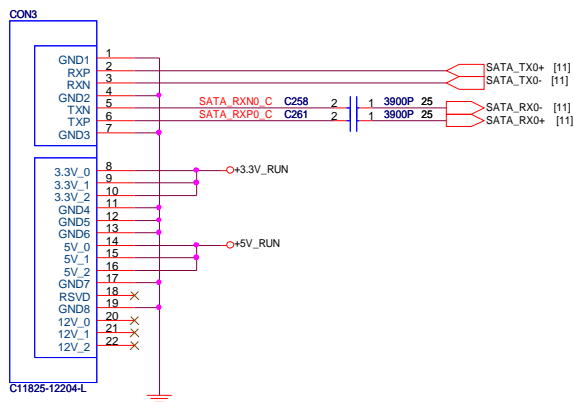 CON3
GND1 1
RXP 2 SATA_TX0+ [11]
RXN 3 SATA_TX0- [11]
GND2 4
TXN 5 SATA_RXN0_C C258 2 1 3900P 25 SATA_RX0- [11]
TXP 6 SATA_RXP0_C C261 2 1 3900P 25 SATA_RX0+ [11]
GND3 7
3.3V_0 8 +3.3V_RUN
3.3V_1 9
3.3V_2 10
GND4 11
GND5 12
GND6 13
5V_0 14 +5V_RUN
5V_1 15
5V_2 16
GND7 17
RSVD 18
GND8 19
12V_0 20
12V_1 21
12V_2 22
C11825-12204-L